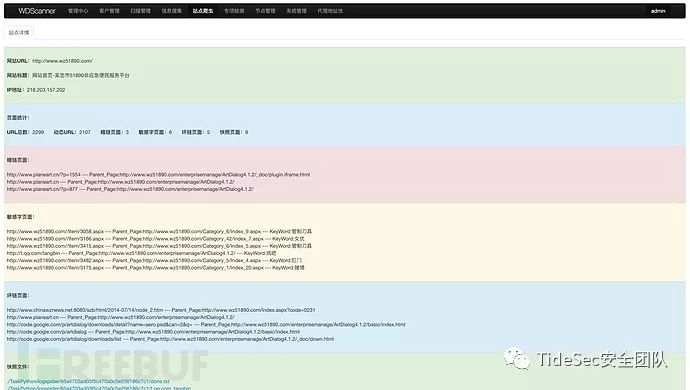 WDScanner 管理中心 客户管理 扫描管理 信息搜集 站点爬虫 专项检测 节点管理 系统管理 代理地址池 admin
站点详情
网站URL: http://www.wz51890.com/
网站标题: 网站首页-吴忠市51890非应急便民服务平台
IP地址: 218.203.157.202
页面统计:
URL总数: 2299 动态URL: 2107 暗链页面: 3 敏感字页面: 6 坏链页面: 5 快照页面: 9
暗链页面:
http://www.planeart.cn/?p=1554 --- Parent_Page:http://www.wz51890.com/enterprisemanage/ArtDialog4.1.2/_doc/plugin.iframe.html
http://www.planeart.cn --- Parent_Page:http://www.wz51890.com/enterprisemanage/ArtDialog4.1.2/
http://www.planeart.cn/?p=877 --- Parent_Page:http://www.wz51890.com/enterprisemanage/ArtDialog4.1.2/
敏感字页面:
http://www.wz51890.com//Item/3058.aspx --- Parent_Page:http://www.wz51890.com/Category_6/Index_9.aspx --- KeyWord:管制刀具
http://www.wz51890.com//Item/3166.aspx --- Parent_Page:http://www.wz51890.com/Category_42/Index_7.aspx --- KeyWord:女优
http://www.wz51890.com//Item/3415.aspx --- Parent_Page:http://www.wz51890.com/Category_6/Index_5.aspx --- KeyWord:管制刀具
http://t.qq.com/tangbin --- Parent_Page:http://www.wz51890.com/enterprisemanage/ArtDialog4.1.2/ ---
http://www.wz51890.com//Item/3482.aspx --- Parent_Page:http://www.wz51890.com/Category_5/Index_4.aspx --- KeyWord:肛门
http://www.wz51890.com//Item/3175.aspx --- Parent_Page:http://www.wz51890.com/Category_1/Index_20.aspx --- KeyWord:赌博
坏链页面:
http://www.chinawznews.net:8080/szb/html/2014-07/14/node_2.htm --- Parent_Page:http://www.wz51890.com/Index.aspx?code=0231
http://www.planeart.cn --- Parent_Page:http://www.wz51890.com/enterprisemanage/ArtDialog4.1.2/
http://code.google.com/p/artdialog/downloads/detail?name=aero.psd&can=2&q= --- Parent_Page:http://www.wz51890.com/enterprisemanage/ArtDialog4.1.2/basic/index.html
http://code.google.com/p/artdialog --- Parent_Page:http://www.wz51890.com/enterprisemanage/ArtDialog4.1.2/basic/index.html
http://code.google.com/p/artdialog/downloads/list --- Parent_Page:http://www.wz51890.com/enterprisemanage/ArtDialog4.1.2/_doc/down.html
快照文件:
FREEBUF
TideSec安全团队